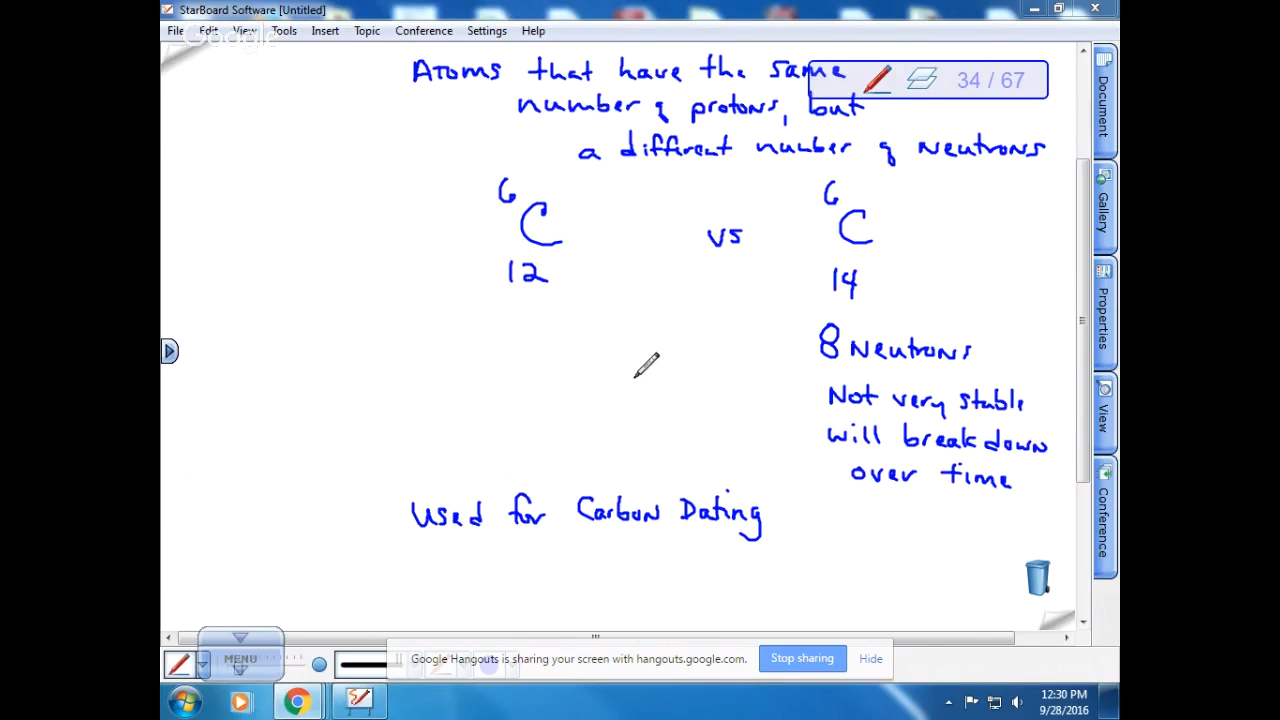 StarBoard Software [Untitled]
File Edit View Tools Insert Topic Conference Settings Help
Google
34 / 67
Atoms that have the same
number of protons, but
a different number of Neutrons
6 6
C vs C
12 14
8 Neutrons
Not very stable
will breakdown
over time
Used for Carbon Dating
Document
Gallery
Properties
View
Conference
MENU
Google Hangouts is sharing your screen with hangouts.google.com. Stop sharing Hide
12:30 PM
9/28/2016